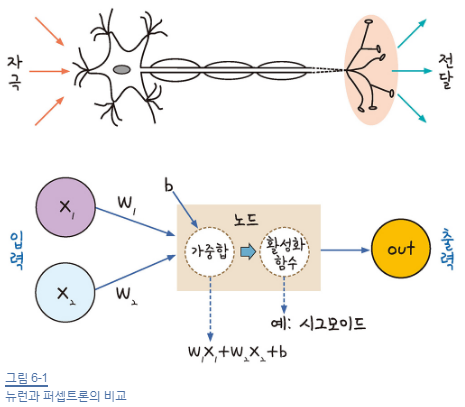 자극
전달
입력
X₁
W₁
b
노드
가중합
활성화
함수
out
출력
X₂
W₂
예: 시그모이드
W₁X₁+W₂X₂+b
그림 6-1
뉴런과 퍼셉트론의 비교